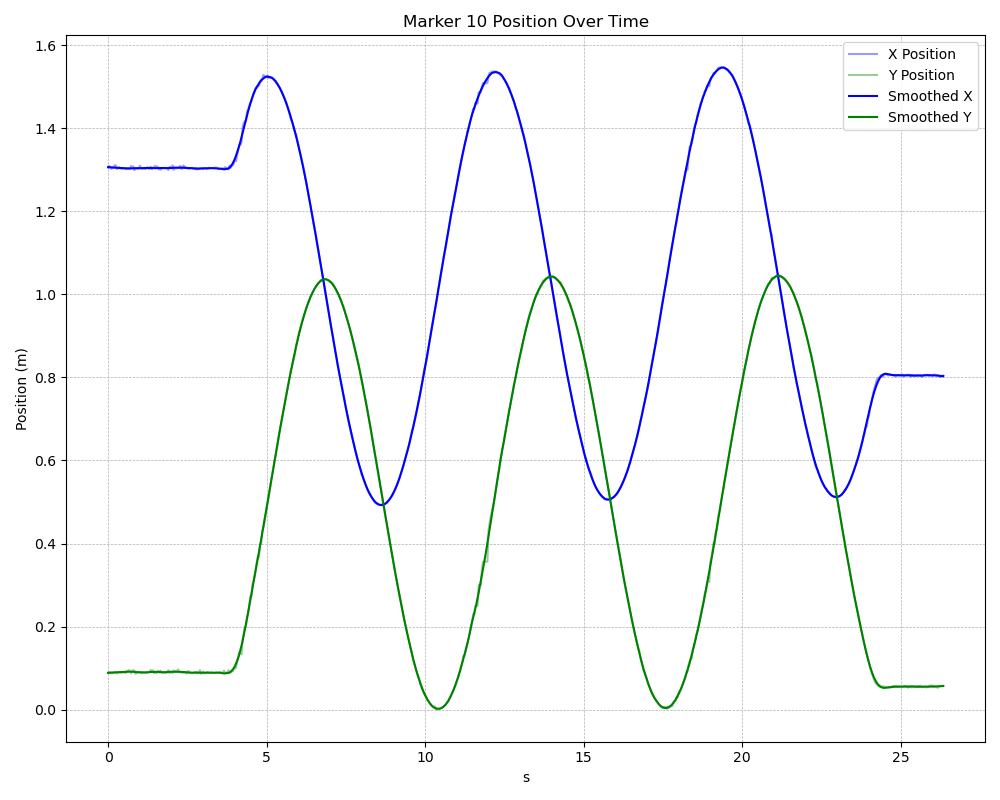 Marker 10 Position Over Time
X Position
Y Position
Smoothed X
Smoothed Y
Position (m)
1.6
1.4
1.2
1.0
0.8
0.6
0.4
0.2
0.0
0 5 10 15 20 25
s